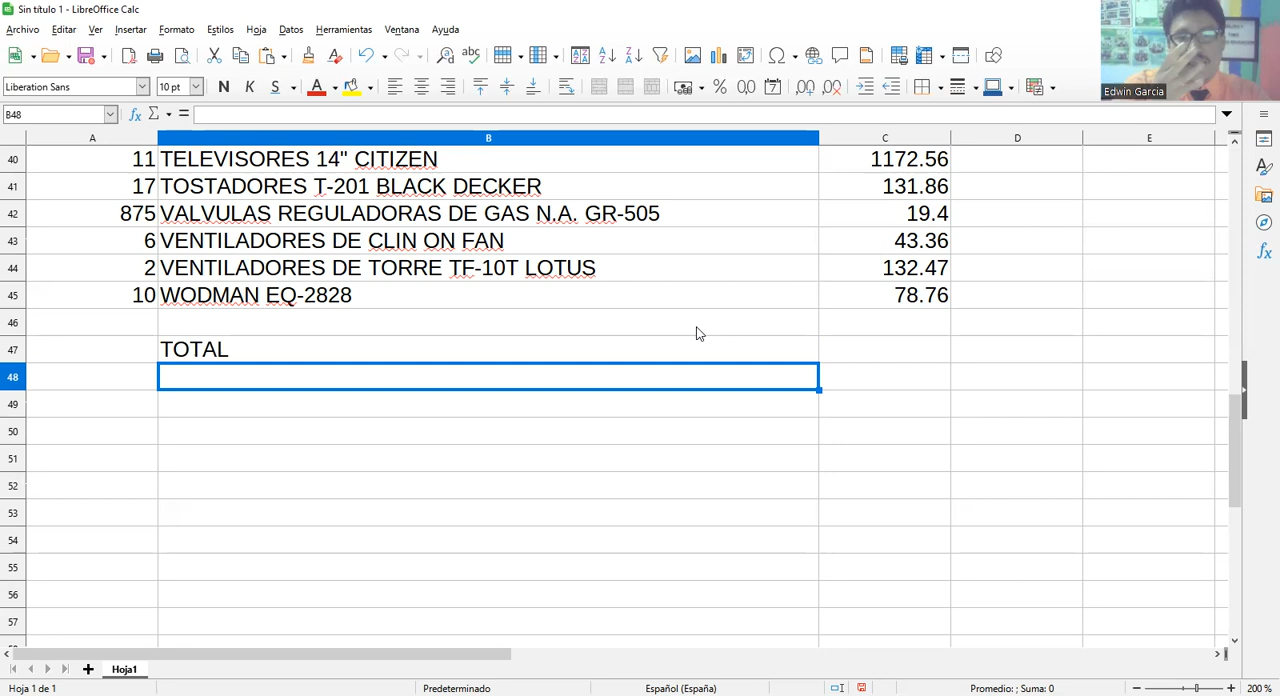 Sin título 1 - LibreOffice Calc
Archivo Editar Ver Insertar Formato Estilos Hoja Datos Herramientas Ventana Ayuda
Liberation Sans 10 pt N K S
B48
A B C D E
40 11 TELEVISORES 14" CITIZEN 1172.56
41 17 TOSTADORES T-201 BLACK DECKER 131.86
42 875 VALVULAS REGULADORAS DE GAS N.A. GR-505 19.4
43 6 VENTILADORES DE CLIN ON FAN 43.36
44 2 VENTILADORES DE TORRE TF-10T LOTUS 132.47
45 10 WODMAN EQ-2828 78.76
46
47 TOTAL
48
49
50
51
52
53
54
55
56
57
Hoja1
Hoja 1 de 1 Predeterminado Español (España) Promedio: ; Suma: 0 200 %
Edwin Garcia